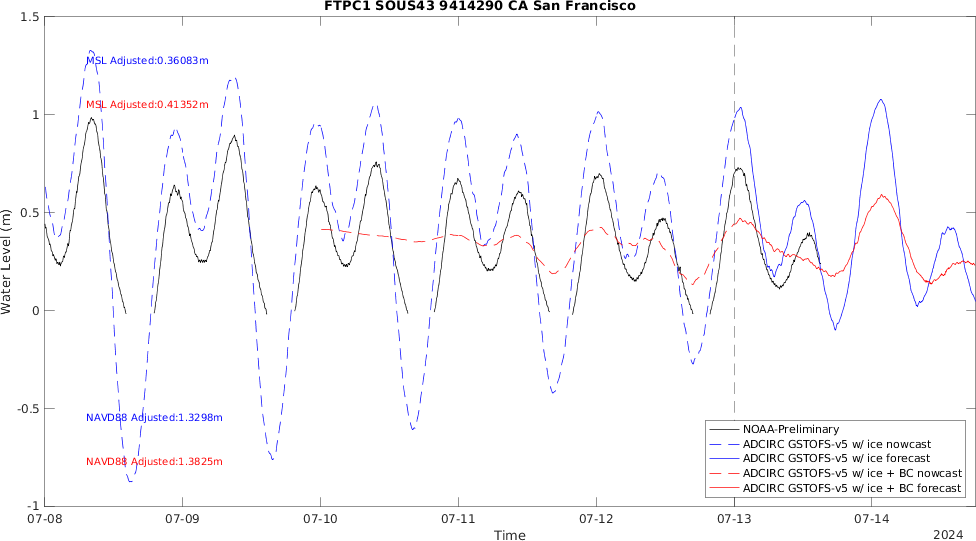 FTPC1 SOUS43 9414290 CA San Francisco
1.5
1
0.5
0
-0.5
-1
Water Level (m)
MSL Adjusted:0.36083m
MSL Adjusted:0.41352m
NAVD88 Adjusted:1.3298m
NAVD88 Adjusted:1.3825m
NOAA-Preliminary
ADCIRC GSTOFS-v5 w/ ice nowcast
ADCIRC GSTOFS-v5 w/ ice forecast
ADCIRC GSTOFS-v5 w/ ice + BC nowcast
ADCIRC GSTOFS-v5 w/ ice + BC forecast
07-08 07-09 07-10 07-11 07-12 07-13 07-14
Time
2024